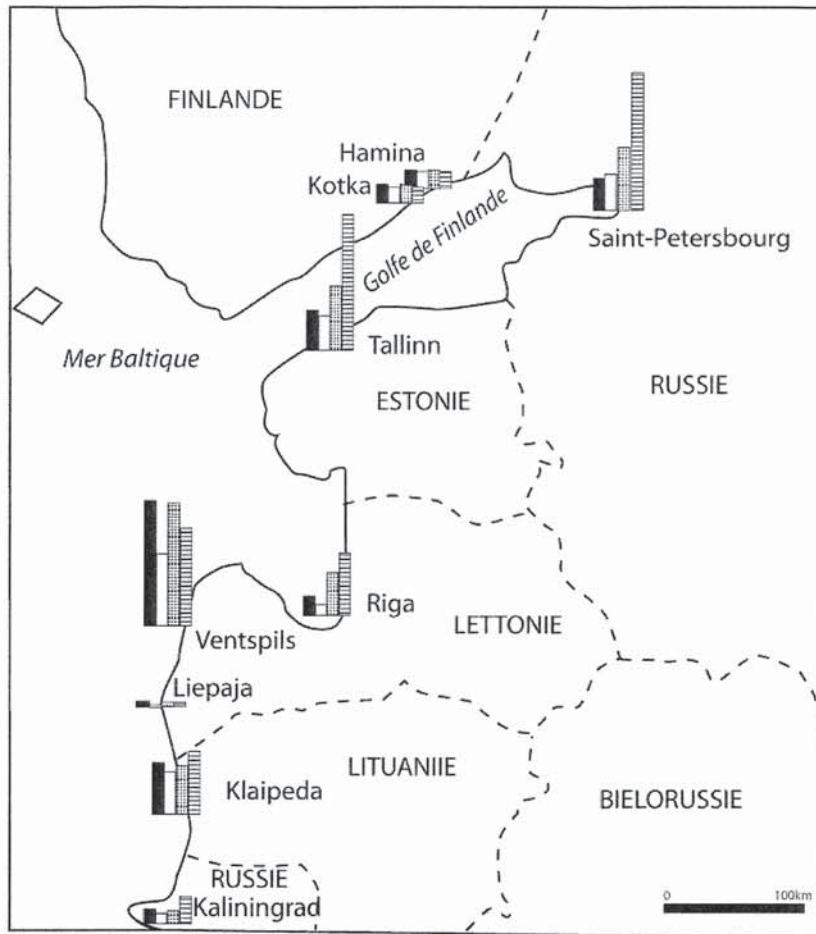 FINLANDE
Hamina
Kotka
Golfe de Finlande
Saint-Petersbourg
Mer Baltique
Tallinn
ESTONIE
RUSSIE
Riga
LETTONIE
Ventspils
Liepaja
LITUANIIE
Klaipeda
BIELORUSSIE
RUSSIE
Kaliningrad
0 100km